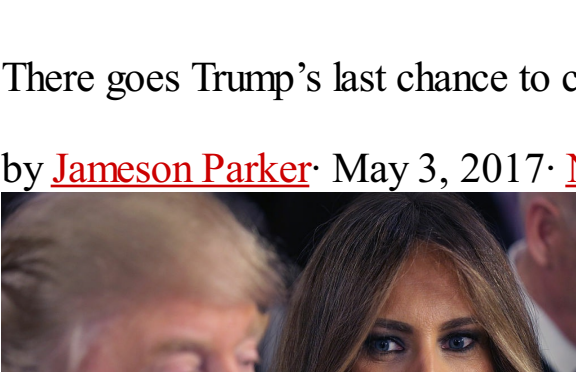 There goes Trump’s last chance to c
by Jameson Parker· May 3, 2017· N